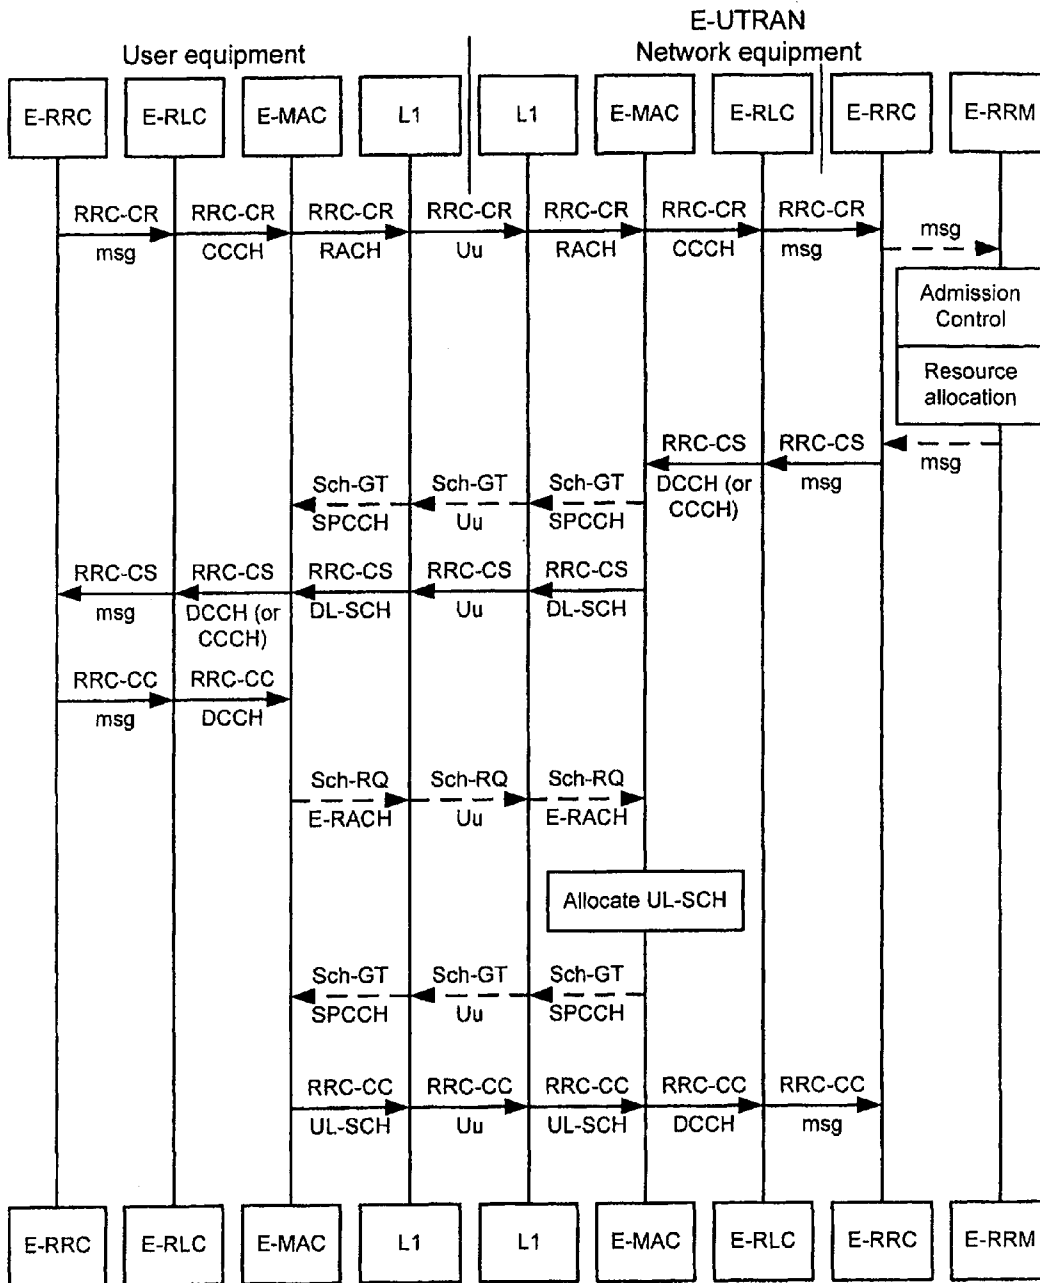 E-UTRAN
User equipment
Network equipment
E-RRC E-RLC E-MAC L1 L1 E-MAC E-RLC E-RRC E-RRM
RRC-CR RRC-CR RRC-CR RRC-CR RRC-CR RRC-CR RRC-CR
msg CCCH RACH Uu RACH CCCH msg
msg
Admission
Control
Resource
allocation
RRC-CS RRC-CS
DCCH (or
CCCH)
msg
msg
Sch-GT Sch-GT Sch-GT
SPCCH Uu SPCCH
RRC-CS RRC-CS RRC-CS RRC-CS RRC-CS
msg DCCH (or DL-SCH Uu DL-SCH
CCCH)
RRC-CC RRC-CC
msg DCCH
Sch-RQ Sch-RQ Sch-RQ
E-RACH Uu E-RACH
Allocate UL-SCH
Sch-GT Sch-GT Sch-GT
SPCCH Uu SPCCH
RRC-CC RRC-CC RRC-CC RRC-CC RRC-CC
UL-SCH Uu UL-SCH DCCH msg
E-RRC E-RLC E-MAC L1 L1 E-MAC E-RLC E-RRC E-RRM